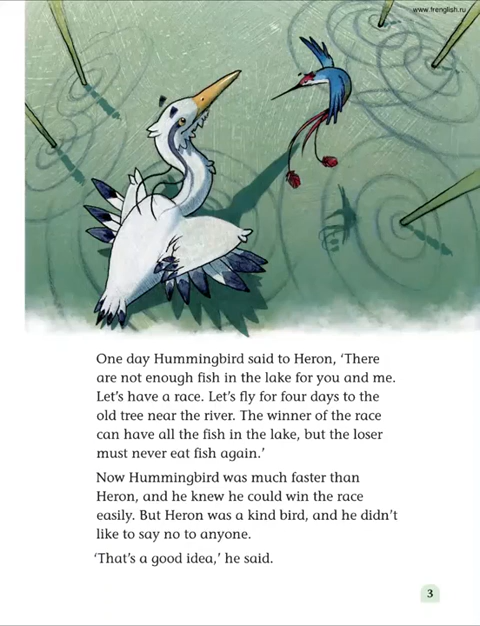 www.frenglish.ru
One day Hummingbird said to Heron, ‘There
are not enough fish in the lake for you and me.
Let’s have a race. Let’s fly for four days to the
old tree near the river. The winner of the race
can have all the fish in the lake, but the loser
must never eat fish again.’
Now Hummingbird was much faster than
Heron, and he knew he could win the race
easily. But Heron was a kind bird, and he didn’t
like to say no to anyone.
‘That’s a good idea,’ he said.
3